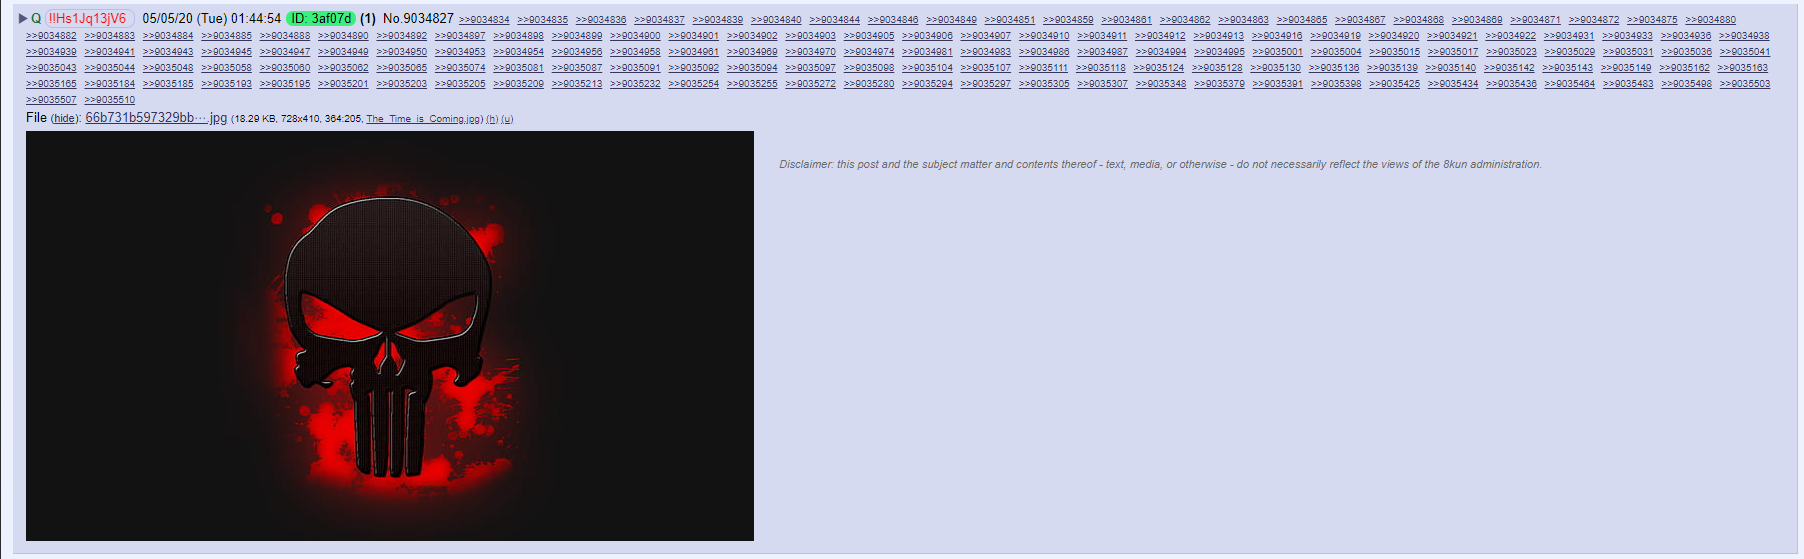 ▶ Q !!Hs1Jq13jV6 05/05/20 (Tue) 01:44:54 ID: 3af07d (1) No.9034827 >>9034834 >>9034835 >>9034836 >>9034837 >>9034839 >>9034840 >>9034844 >>9034846 >>9034849 >>9034851 >>9034859 >>9034861 >>9034862 >>9034863 >>9034865 >>9034867 >>9034868 >>9034869 >>9034871 >>9034872 >>9034875 >>9034880
>>9034882 >>9034883 >>9034884 >>9034885 >>9034888 >>9034890 >>9034892 >>9034897 >>9034898 >>9034899 >>9034900 >>9034901 >>9034902 >>9034903 >>9034905 >>9034906 >>9034907 >>9034910 >>9034911 >>9034912 >>9034913 >>9034916 >>9034919 >>9034920 >>9034921 >>9034922 >>9034931 >>9034933 >>9034936 >>9034938
>>9034939 >>9034941 >>9034943 >>9034945 >>9034947 >>9034949 >>9034950 >>9034953 >>9034954 >>9034956 >>9034958 >>9034961 >>9034969 >>9034970 >>9034974 >>9034981 >>9034983 >>9034986 >>9034987 >>9034994 >>9034995 >>9035001 >>9035004 >>9035015 >>9035017 >>9035023 >>9035029 >>9035031 >>9035036 >>9035041
>>9035043 >>9035044 >>9035048 >>9035058 >>9035060 >>9035062 >>9035065 >>9035074 >>9035081 >>9035087 >>9035091 >>9035092 >>9035094 >>9035097 >>9035098 >>9035104 >>9035107 >>9035111 >>9035118 >>9035124 >>9035128 >>9035130 >>9035136 >>9035139 >>9035140 >>9035142 >>9035143 >>9035149 >>9035162 >>9035163
>>9035165 >>9035184 >>9035185 >>9035193 >>9035195 >>9035201 >>9035203 >>9035205 >>9035209 >>9035213 >>9035232 >>9035254 >>9035255 >>9035272 >>9035280 >>9035294 >>9035297 >>9035305 >>9035307 >>9035348 >>9035379 >>9035391 >>9035398 >>9035425 >>9035434 >>9035436 >>9035464 >>9035483 >>9035498 >>9035503
>>9035507 >>9035510
File (hide): 66b731b597329bb⋯.jpg (18.29 KB, 728x410, 364:205, The_Time_is_Coming.jpg) (h) (u)
Disclaimer: this post and the subject matter and contents thereof - text, media, or otherwise - do not necessarily reflect the views of the 8kun administration.